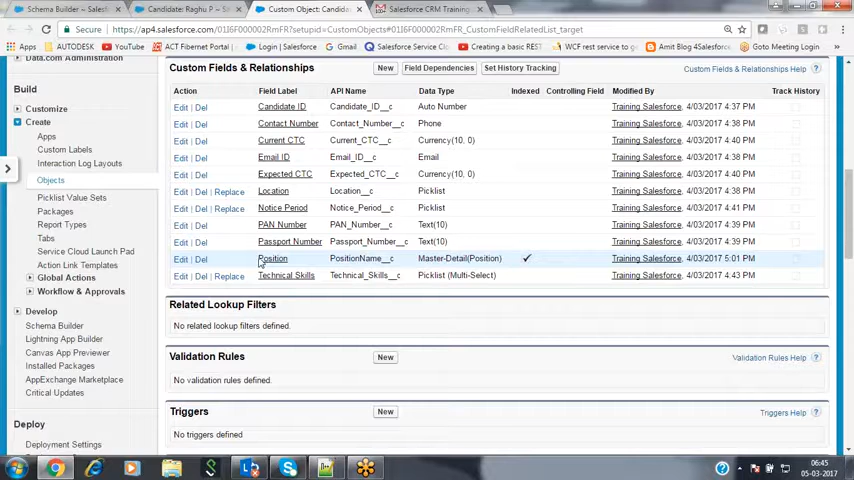 Schema Builder ~ Salesfo
Candidate: Raghu P ~ Sal
Custom Object: Candida
Salesforce CRM Training
Secure https://ap4.salesforce.com/0116F000002RmFR?setupid=CustomObjects#0116F000002RmFR_CustomFieldRelatedList_target
Apps AUTODESK YouTube ACT Fibernet Portal Login | Salesforce Q Salesforce Service Clo Creating a basic REST WCF rest service to g Amit Blog 4Salesforce Goto Meeting Login
Data.com Administration
Build
Customize
Create
Apps
Custom Labels
Interaction Log Layouts
Objects
Picklist Value Sets
Packages
Report Types
Tabs
Service Cloud Launch Pad
Action Link Templates
Global Actions
Workflow & Approvals
Develop
Schema Builder
Lightning App Builder
Canvas App Previewer
Installed Packages
AppExchange Marketplace
Critical Updates
Deploy
Deployment Settings
Custom Fields & Relationships New Field Dependencies Set History Tracking Custom Fields & Relationships Help ?
Action Field Label API Name Data Type Indexed Controlling Field Modified By Track History
Edit | Del Candidate ID Candidate_ID__c Auto Number Training Salesforce, 4/03/2017 4:37 PM
Edit | Del Contact Number Contact_Number__c Phone Training Salesforce, 4/03/2017 4:38 PM
Edit | Del Current CTC Current_CTC__c Currency(10, 0) Training Salesforce, 4/03/2017 4:40 PM
Edit | Del Email ID Email_ID__c Email Training Salesforce, 4/03/2017 4:38 PM
Edit | Del Expected CTC Expected_CTC__c Currency(10, 0) Training Salesforce, 4/03/2017 4:40 PM
Edit | Del | Replace Location Location__c Picklist Training Salesforce, 4/03/2017 4:38 PM
Edit | Del | Replace Notice Period Notice_Period__c Picklist Training Salesforce, 4/03/2017 4:41 PM
Edit | Del PAN Number PAN_Number__c Text(10) Training Salesforce, 4/03/2017 4:39 PM
Edit | Del Passport Number Passport_Number__c Text(10) Training Salesforce, 4/03/2017 4:39 PM
Edit | Del Position PositionName__c Master-Detail(Position) Training Salesforce, 4/03/2017 5:01 PM
Edit | Del | Replace Technical Skills Technical_Skills__c Picklist (Multi-Select) Training Salesforce, 4/03/2017 4:43 PM
Related Lookup Filters
No related lookup filters defined.
Validation Rules New Validation Rules Help ?
No validation rules defined.
Triggers New Triggers Help ?
No triggers defined
06:45
05-03-2017